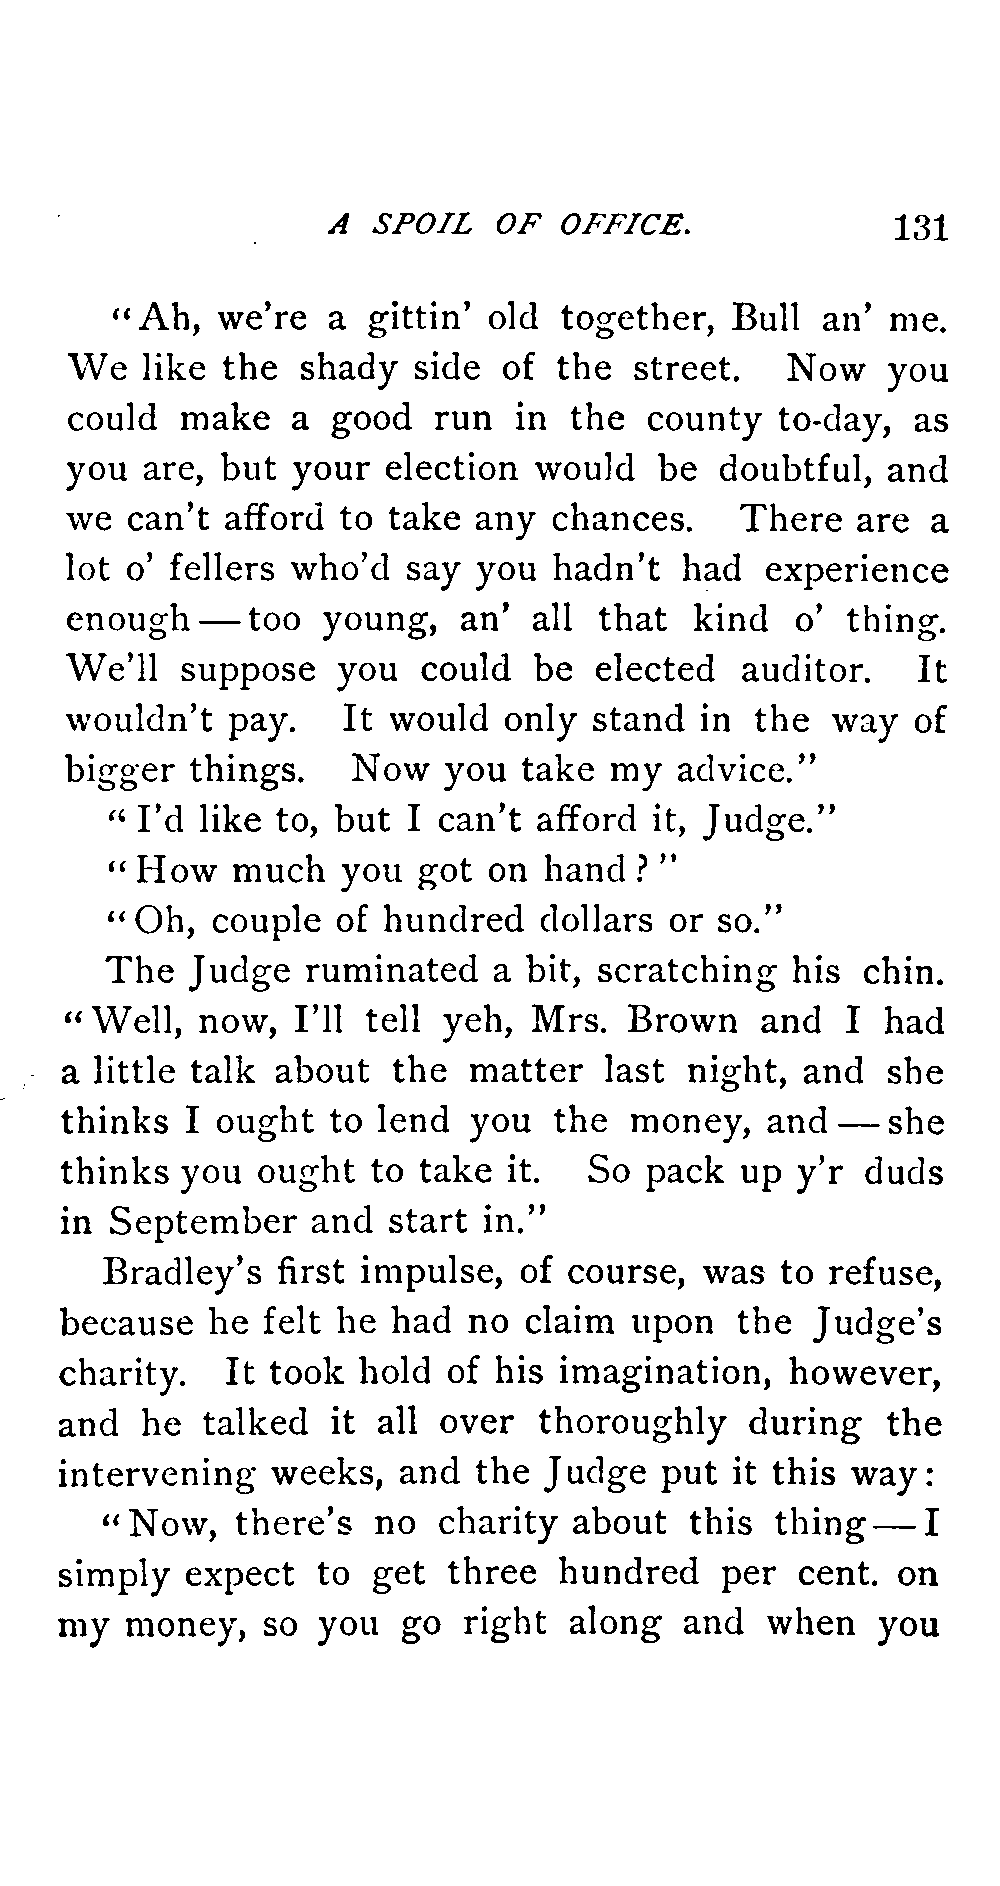 A SPOIL OF OFFICE. 131
"Ah, we're a gittin' old together, Bull an' me.
We like the shady side of the street. Now you
could make a good run in the county to-day, as
you are, but your election would be doubtful, and
we can't afford to take any chances. There are a
lot o' fellers who'd say you hadn't had experience
enough—too young, an' all that kind o' thing.
We'll suppose you could be elected auditor. It
wouldn't pay. It would only stand in the way of
bigger things. Now you take my advice."
"I'd like to, but I can't afford it, Judge."
"How much you got on hand?"
"Oh, couple of hundred dollars or so."
The Judge ruminated a bit, scratching his chin.
"Well, now, I'll tell yeh, Mrs. Brown and I had
a little talk about the matter last night, and she
thinks I ought to lend you the money, and—she
thinks you ought to take it. So pack up y'r duds
in September and start in."
Bradley's first impulse, of course, was to refuse,
because he felt he had no claim upon the Judge's
charity. It took hold of his imagination, however,
and he talked it all over thoroughly during the
intervening weeks, and the Judge put it this way:
"Now, there's no charity about this thing—I
simply expect to get three hundred per cent. on
my money, so you go right along and when you